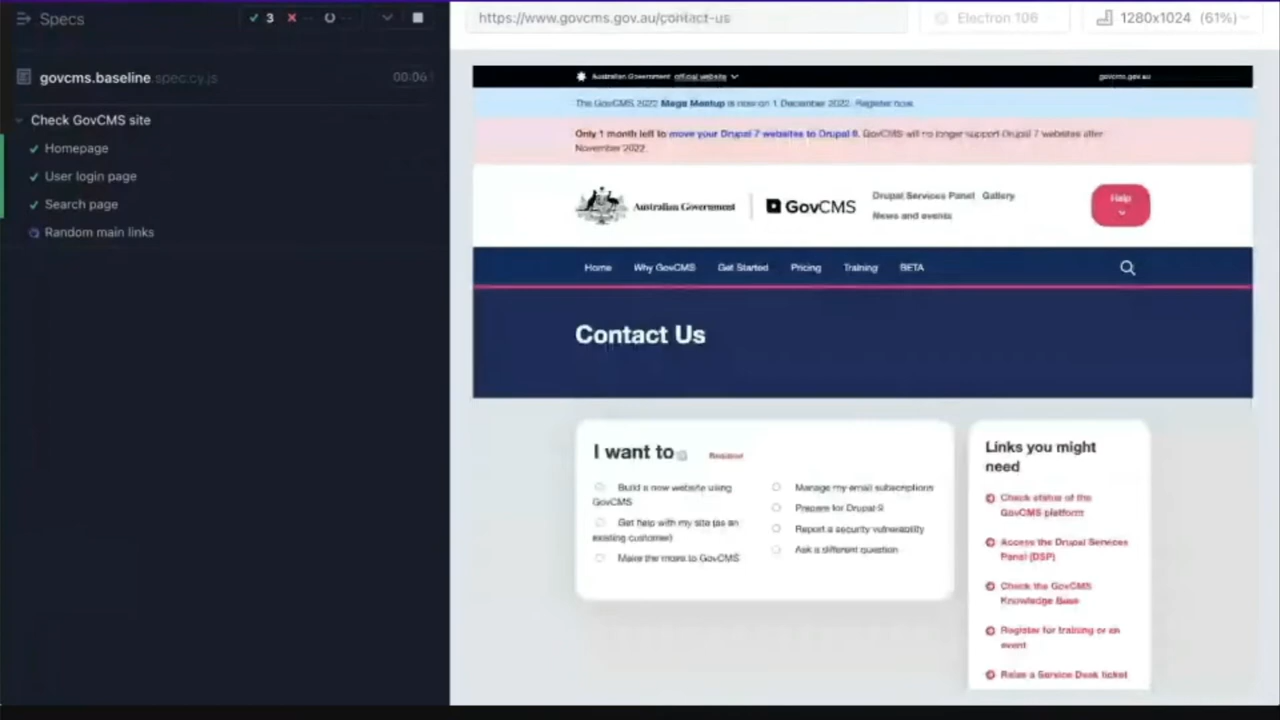 Specs
3
--
--
https://www.govcms.gov.au/contact-us
Electron 106
1280x1024 (61%)
govcms.baseline.spec.cy.js
00:06
Check GovCMS site
Homepage
User login page
Search page
Random main links
Australian Government official website
govcms.gov.au
The GovCMS 2022 Mega Meetup is now on 1 December 2022. Register now.
Only 1 month left to move your Drupal 7 websites to Drupal 9. GovCMS will no longer support Drupal 7 websites after
November 2022.
Australian Government
GovCMS
Drupal Services Panel Gallery
News and events
Help
Home Why GovCMS Get Started Pricing Training BETA
Contact Us
I want to
Required
Build a new website using
GovCMS
Get help with my site (as an
existing customer)
Make the move to GovCMS
Manage my email subscriptions
Prepare for Drupal 9
Report a security vulnerability
Ask a different question
Links you might
need
Check status of the
GovCMS platform
Access the Drupal Services
Panel (DSP)
Check the GovCMS
Knowledge Base
Register for training or an
event
Raise a Service Desk ticket